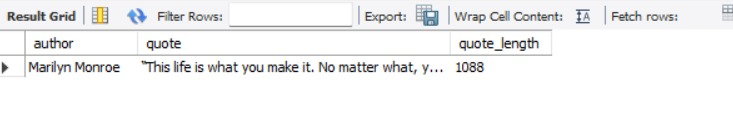 Result Grid Filter Rows: Export: Wrap Cell Content: IA Fetch rows:
author quote quote_length
Marilyn Monroe “This life is what you make it. No matter what, y... 1088